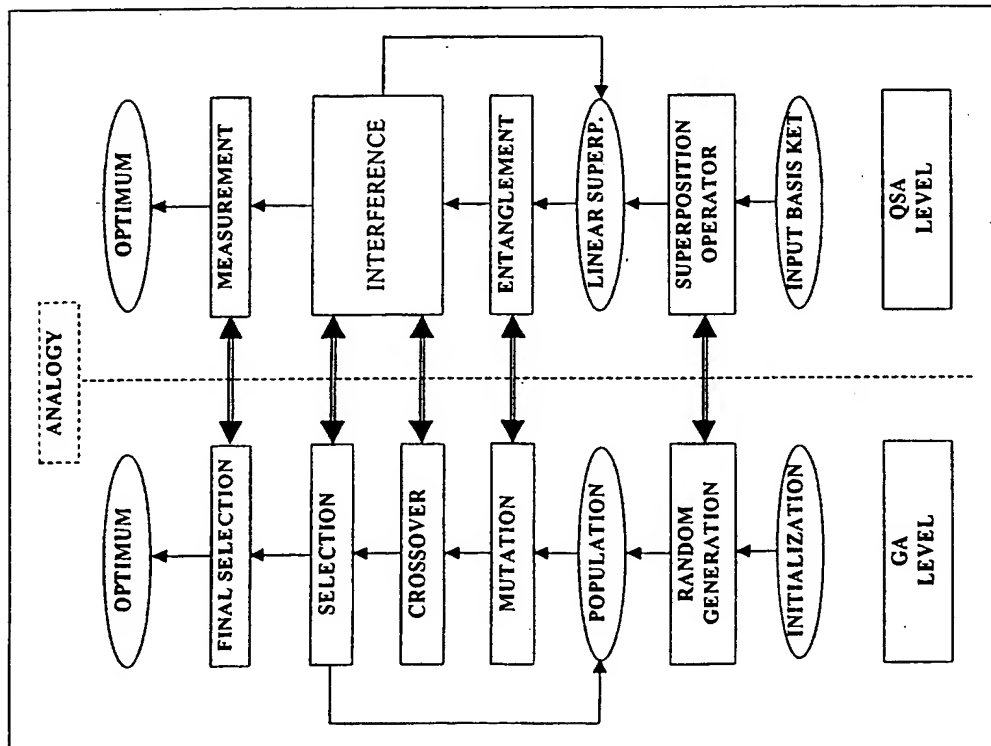 ANALOGY
GA
LEVEL
INITIALIZATION
RANDOM
GENERATION
POPULATION
MUTATION
CROSSOVER
SELECTION
FINAL SELECTION
OPTIMUM
QSA
LEVEL
INPUT BASIS KET
SUPERPOSITION
OPERATOR
LINEAR SUPERP.
ENTANGLEMENT
INTERFERENCE
MEASUREMENT
OPTIMUM